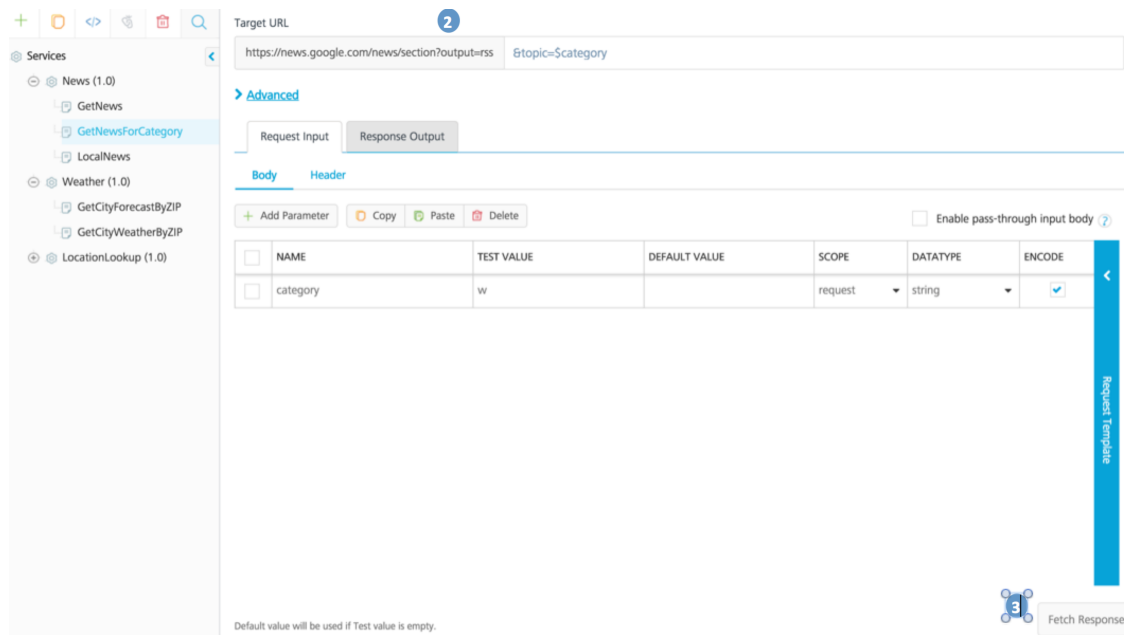 2
Target URL
https://news.google.com/news/section?output=rss &topic=$category
Services
News (1.0)
GetNews
GetNewsForCategory
LocalNews
Weather (1.0)
GetCityForecastByZIP
GetCityWeatherByZIP
LocationLookup (1.0)
Advanced
Request Input Response Output
Body Header
Add Parameter Copy Paste Delete Enable pass-through input body ?
NAME TEST VALUE DEFAULT VALUE SCOPE DATATYPE ENCODE
category w request string
Request Template
3
Fetch Response
Default value will be used if Test value is empty.